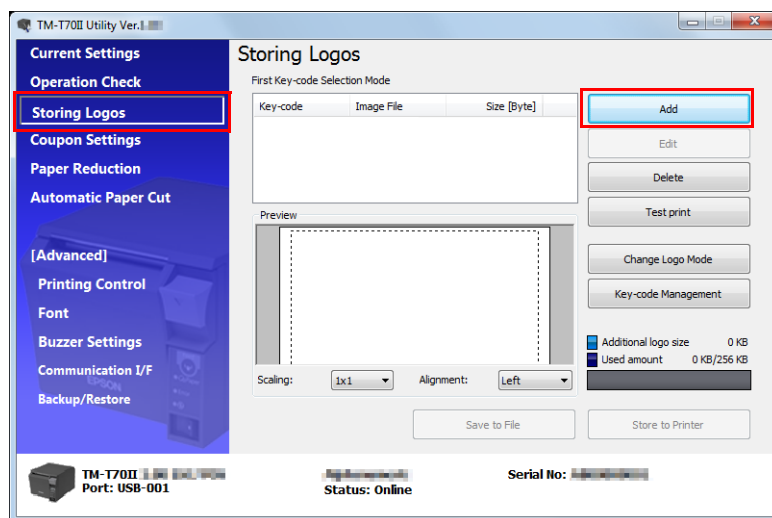 TM-T70II Utility Ver.
Current Settings
Operation Check
Storing Logos
Coupon Settings
Paper Reduction
Automatic Paper Cut
[Advanced]
Printing Control
Font
Buzzer Settings
Communication I/F
Backup/Restore
EPSON
Storing Logos
First Key-code Selection Mode
Key-code Image File Size [Byte]
Preview
Scaling: 1x1 Alignment: Left
Add
Edit
Delete
Test print
Change Logo Mode
Key-code Management
Additional logo size 0 KB
Used amount 0 KB/256 KB
Save to File Store to Printer
TM-T70II
Port: USB-001
Status: Online
Serial No: